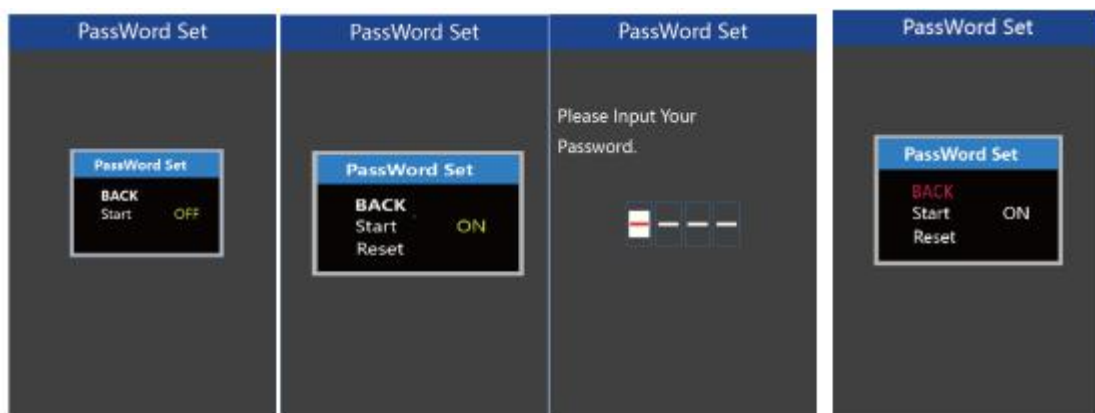 PassWord Set
PassWord Set
BACK
Start OFF
PassWord Set
PassWord Set
BACK
Start ON
Reset
PassWord Set
Please Input Your
Password.
PassWord Set
PassWord Set
BACK
Start ON
Reset